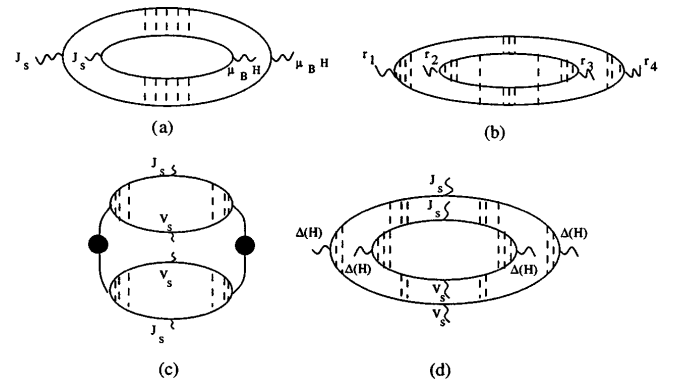 J_s J_s μ_B H μ_B H
(a)
r_1 r_2 r_3 r_4
(b)
J_s
V_s
V_s
J_s
(c)
J_s
J_s
Δ(H) Δ(H)
Δ(H) Δ(H)
V_s
V_s
(d)